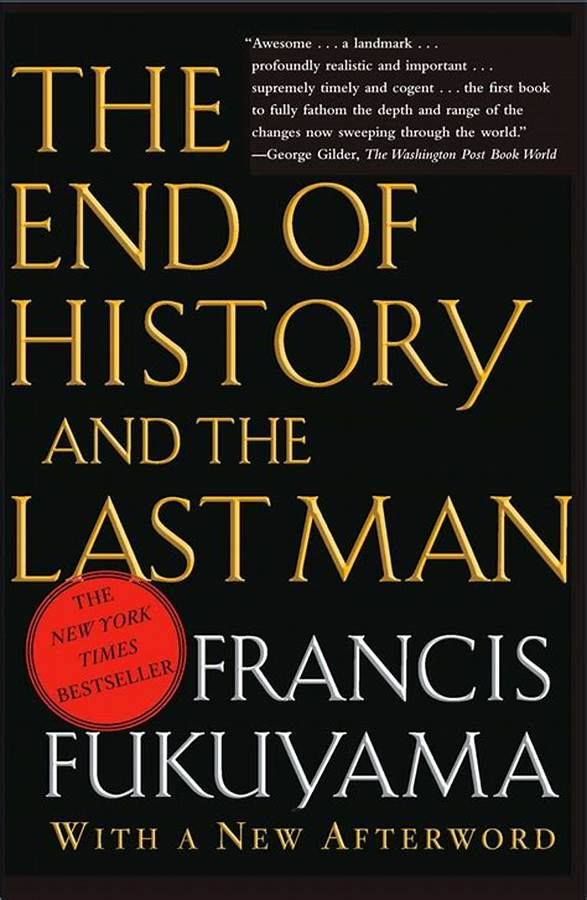 “Awesome . . . a landmark . . .
profoundly realistic and important . . .
supremely timely and cogent . . . the first book
to fully fathom the depth and range of the
changes now sweeping through the world.”
—George Gilder, The Washington Post Book World
THE
END OF
HISTORY
AND THE
LAST MAN
THE
NEW YORK
TIMES
BESTSELLER
FRANCIS
FUKUYAMA
WITH A NEW AFTERWORD